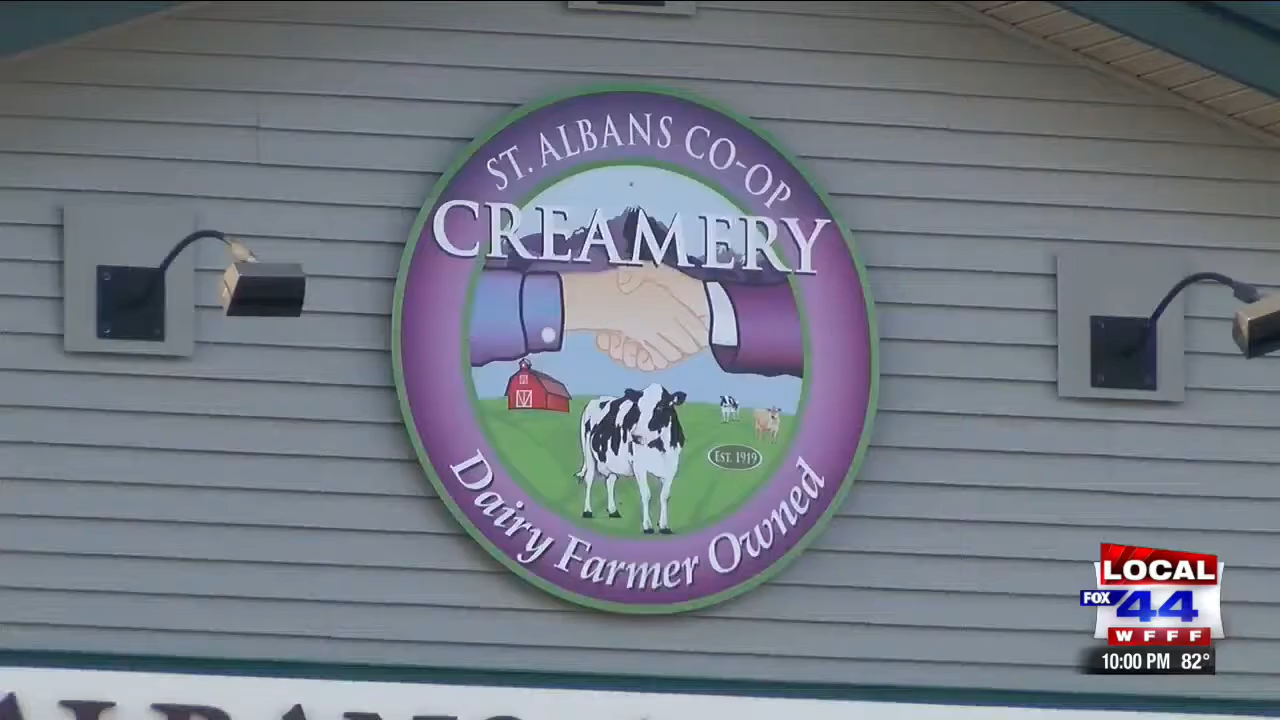 ST. ALBANS CO-OP
CREAMERY
EST. 1919
Dairy Farmer Owned
LOCAL
FOX 44
WFFF
10:00 PM 82°